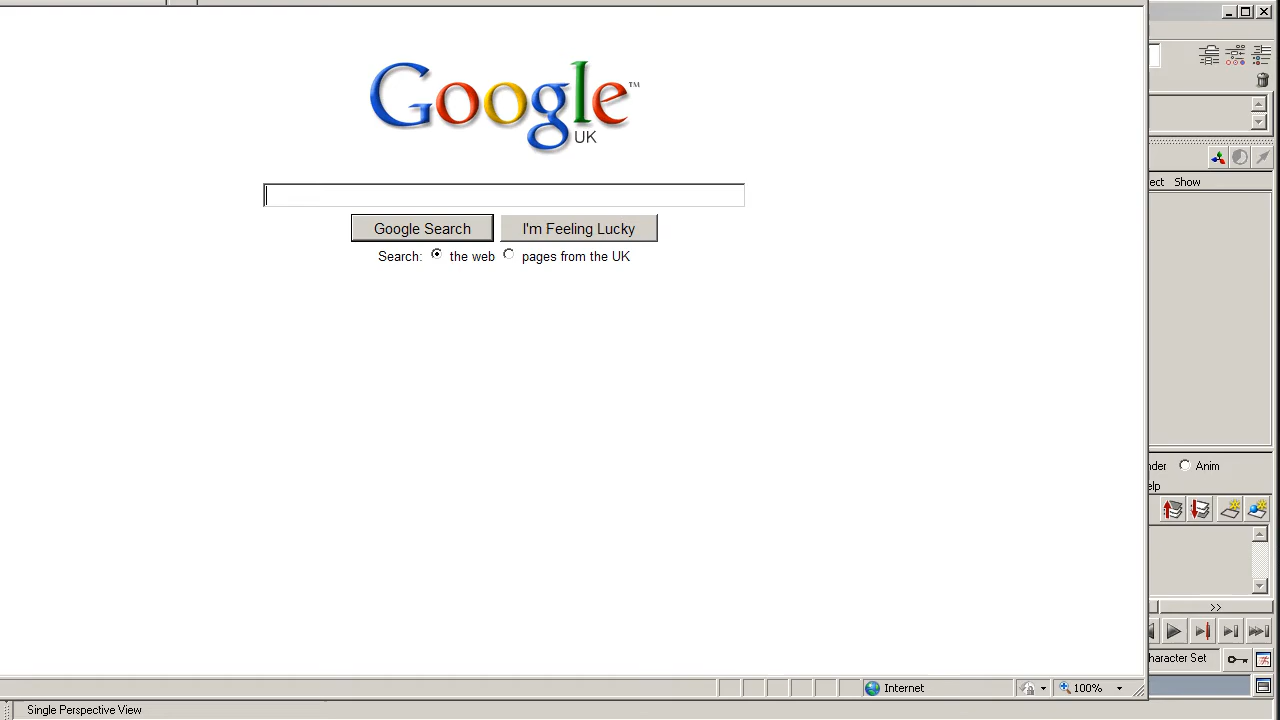 Google™
UK
Google Search
I'm Feeling Lucky
Search: the web pages from the UK
ect Show
nder Anim
elp
>>
haracter Set
Internet
100%
Single Perspective View